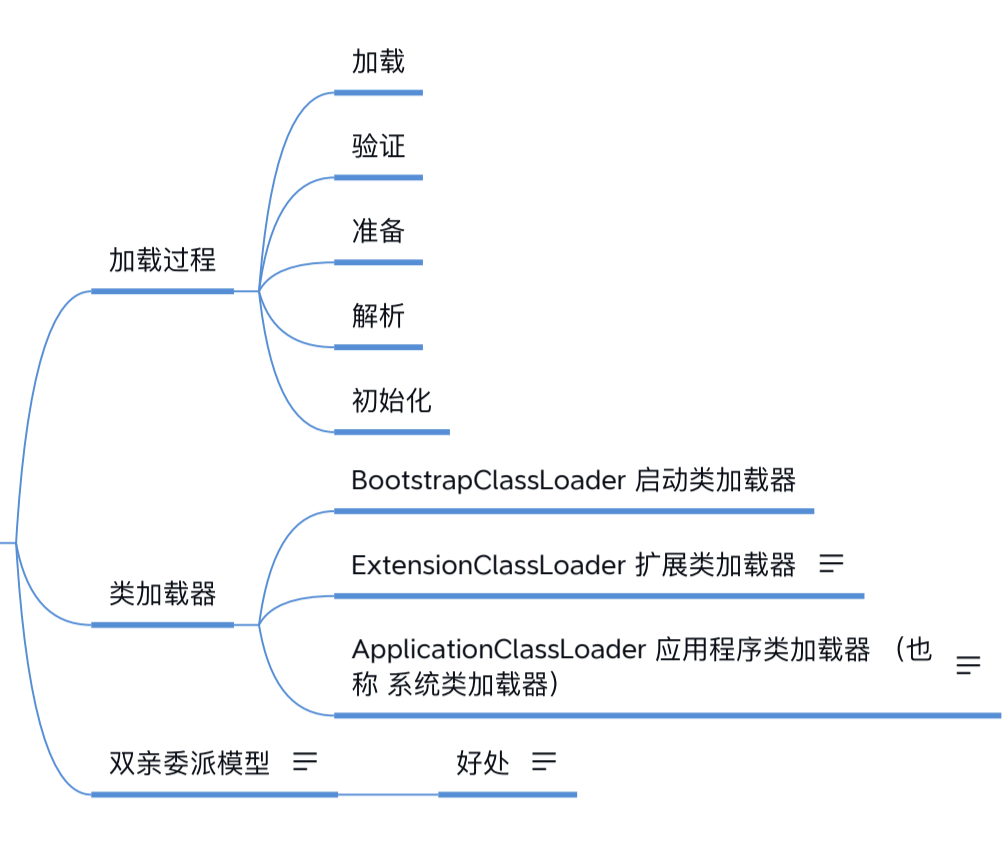 加载
验证
准备
加载过程
解析
初始化
BootstrapClassLoader 启动类加载器
ExtensionClassLoader 扩展类加载器
类加载器
ApplicationClassLoader 应用程序类加载器 （也
称 系统类加载器）
双亲委派模型
好处